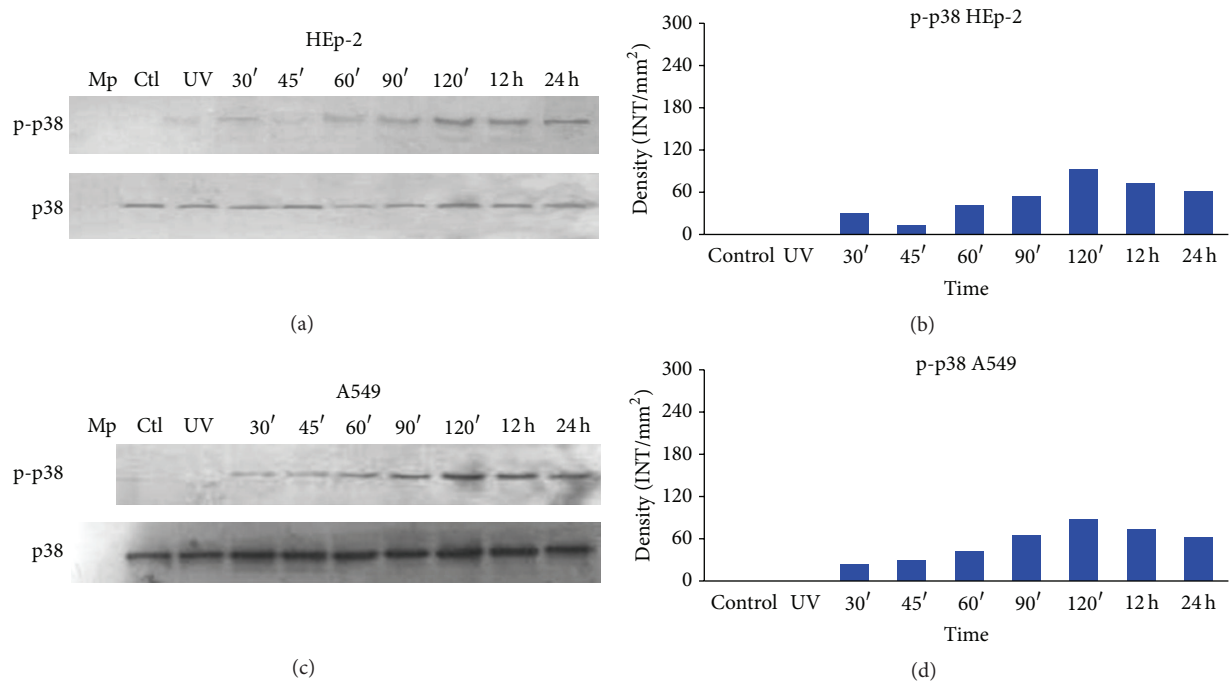 HEp-2
Mp Ctl UV 30′ 45′ 60′ 90′ 120′ 12 h 24 h
p-p38
p38
(a)
p-p38 HEp-2
Density (INT/mm²)
300
240
180
120
60
0
Control UV 30′ 45′ 60′ 90′ 120′ 12 h 24 h
Time
(b)
A549
Mp Ctl UV 30′ 45′ 60′ 90′ 120′ 12 h 24 h
p-p38
p38
(c)
p-p38 A549
Density (INT/mm²)
300
240
180
120
60
0
Control UV 30′ 45′ 60′ 90′ 120′ 12 h 24 h
Time
(d)